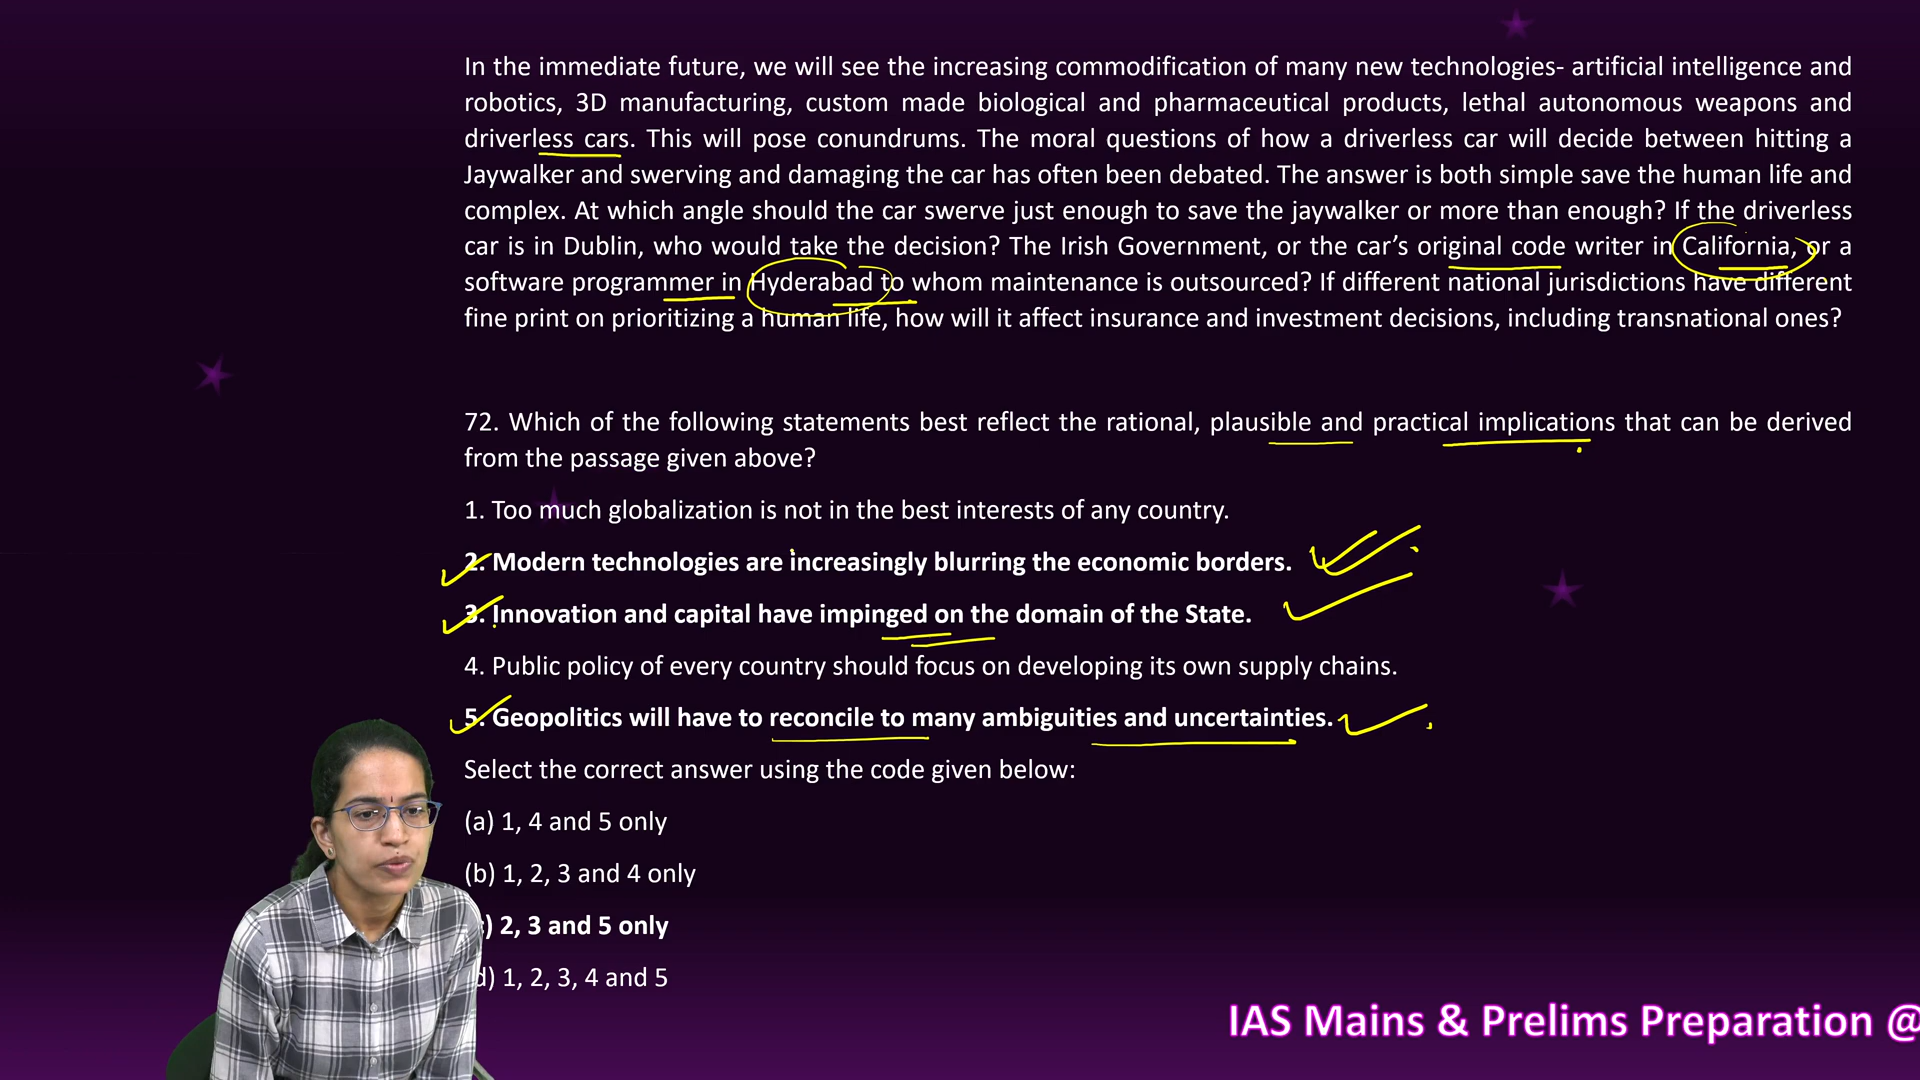 In the immediate future, we will see the increasing commodification of many new technologies- artificial intelligence and
robotics, 3D manufacturing, custom made biological and pharmaceutical products, lethal autonomous weapons and
driverless cars. This will pose conundrums. The moral questions of how a driverless car will decide between hitting a
Jaywalker and swerving and damaging the car has often been debated. The answer is both simple save the human life and
complex. At which angle should the car swerve just enough to save the jaywalker or more than enough? If the driverless
car is in Dublin, who would take the decision? The Irish Government, or the car’s original code writer in California, or a
software programmer in Hyderabad to whom maintenance is outsourced? If different national jurisdictions have different
fine print on prioritizing a human life, how will it affect insurance and investment decisions, including transnational ones?
72. Which of the following statements best reflect the rational, plausible and practical implications that can be derived
from the passage given above?
1. Too much globalization is not in the best interests of any country.
2. Modern technologies are increasingly blurring the economic borders.
3. Innovation and capital have impinged on the domain of the State.
4. Public policy of every country should focus on developing its own supply chains.
5. Geopolitics will have to reconcile to many ambiguities and uncertainties.
Select the correct answer using the code given below:
(a) 1, 4 and 5 only
(b) 1, 2, 3 and 4 only
) 2, 3 and 5 only
d) 1, 2, 3, 4 and 5
IAS Mains & Prelims Preparation @